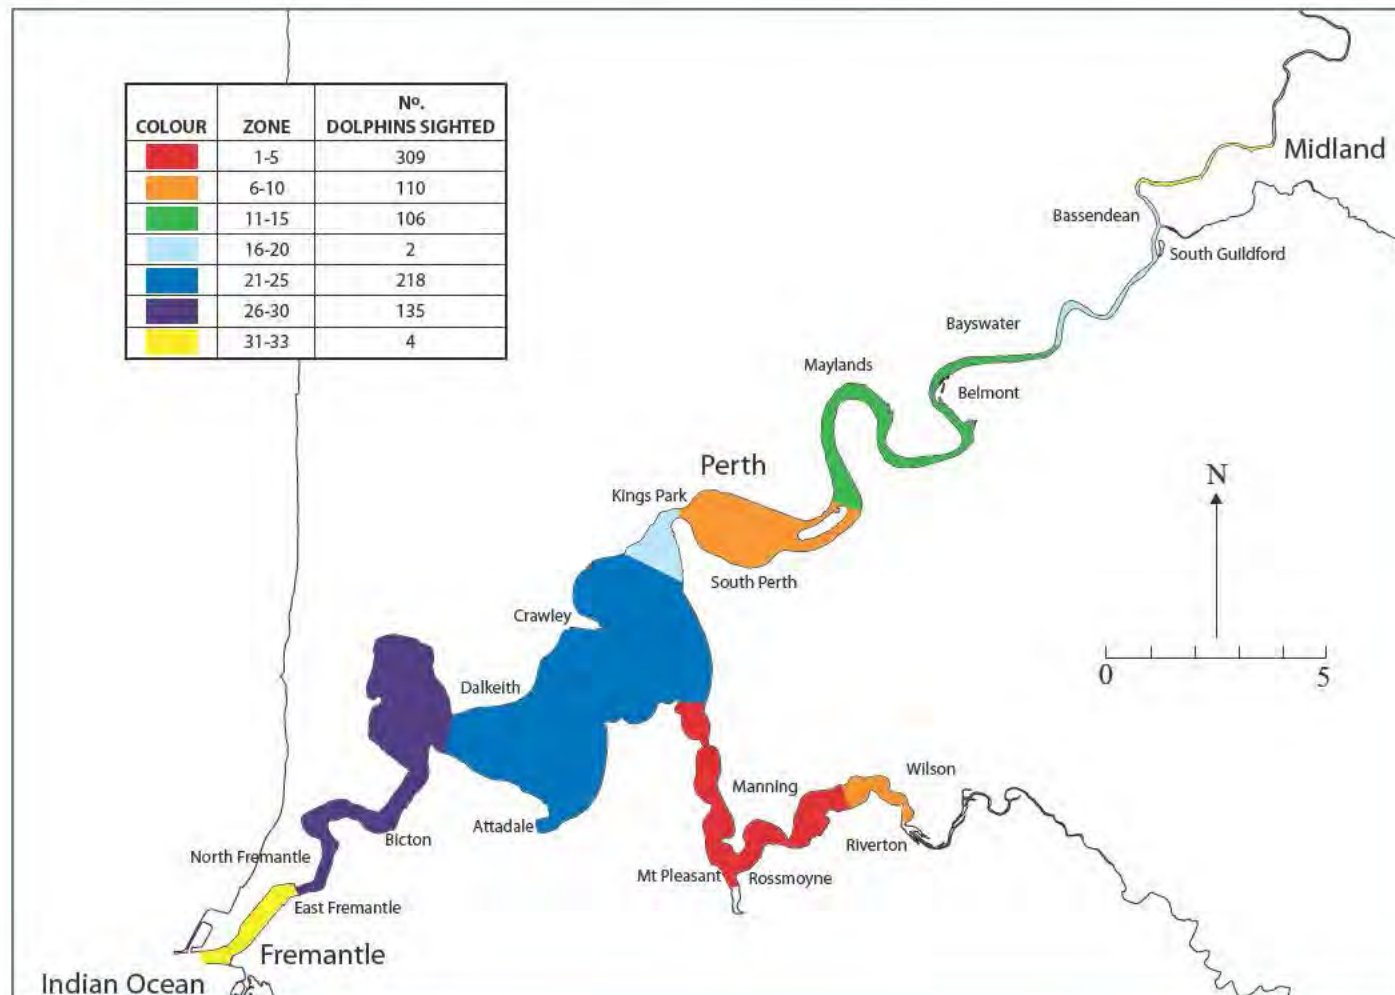 COLOUR ZONE Nº. DOLPHINS SIGHTED
1-5 309
6-10 110
11-15 106
16-20 2
21-25 218
26-30 135
31-33 4
Midland
Bassendean
South Guildford
Bayswater
Maylands
Belmont
Perth
Kings Park
N
South Perth
Crawley
0 5
Dalkeith
Wilson
Manning
Attadale
Bicton
Riverton
North Fremantle
Mt Pleasant
Rossmoyne
East Fremantle
Fremantle
Indian Ocean